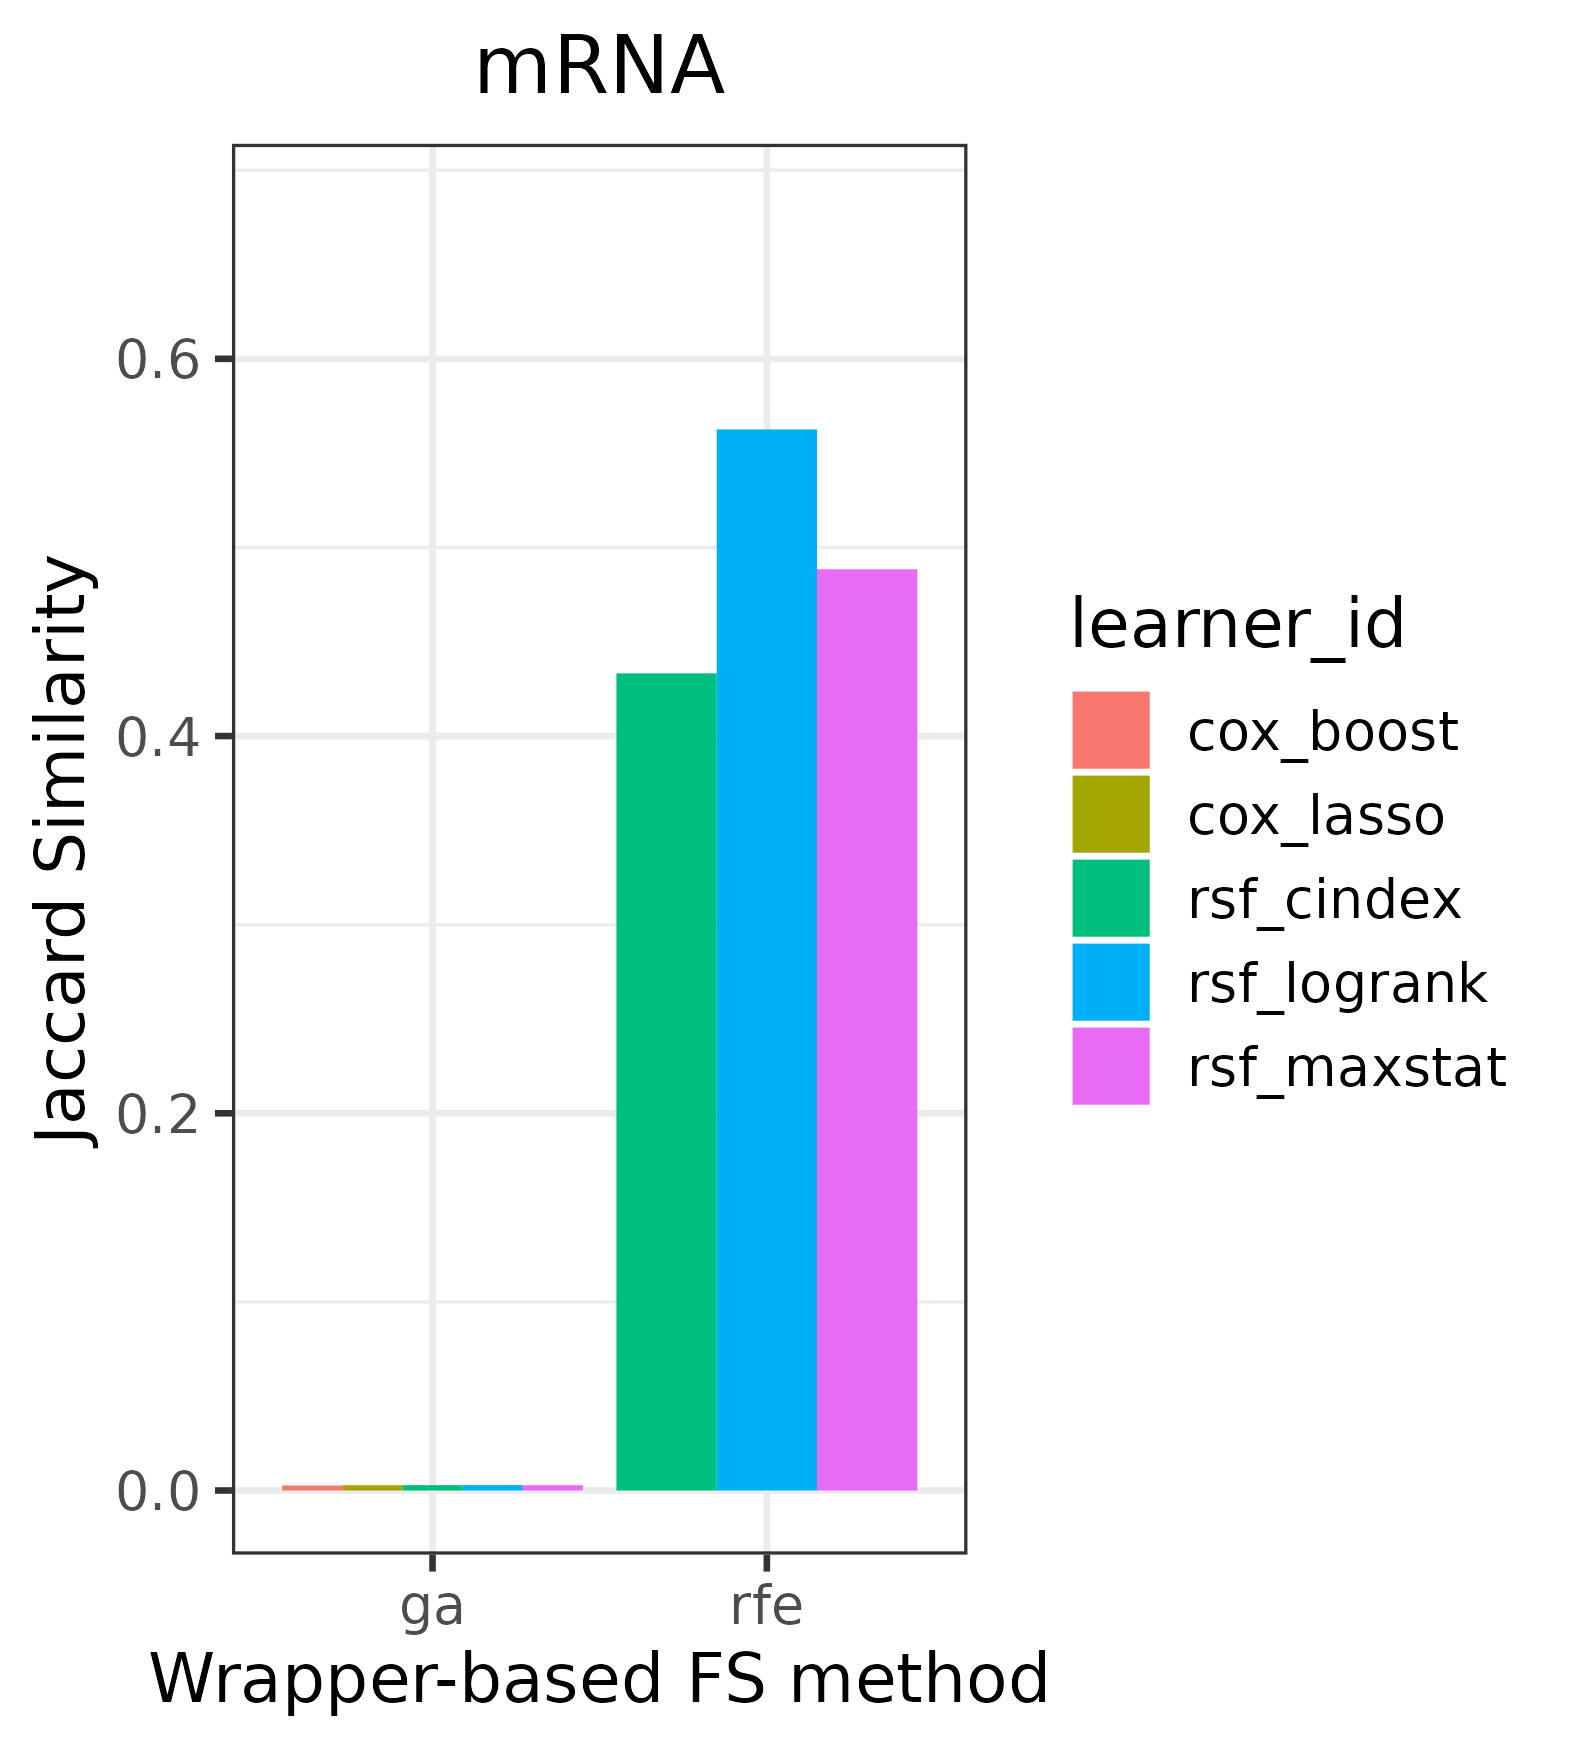 mRNA
Jaccard Similarity
0.6
0.4
0.2
0.0
ga
rfe
Wrapper-based FS method
learner_id
cox_boost
cox_lasso
rsf_cindex
rsf_logrank
rsf_maxstat